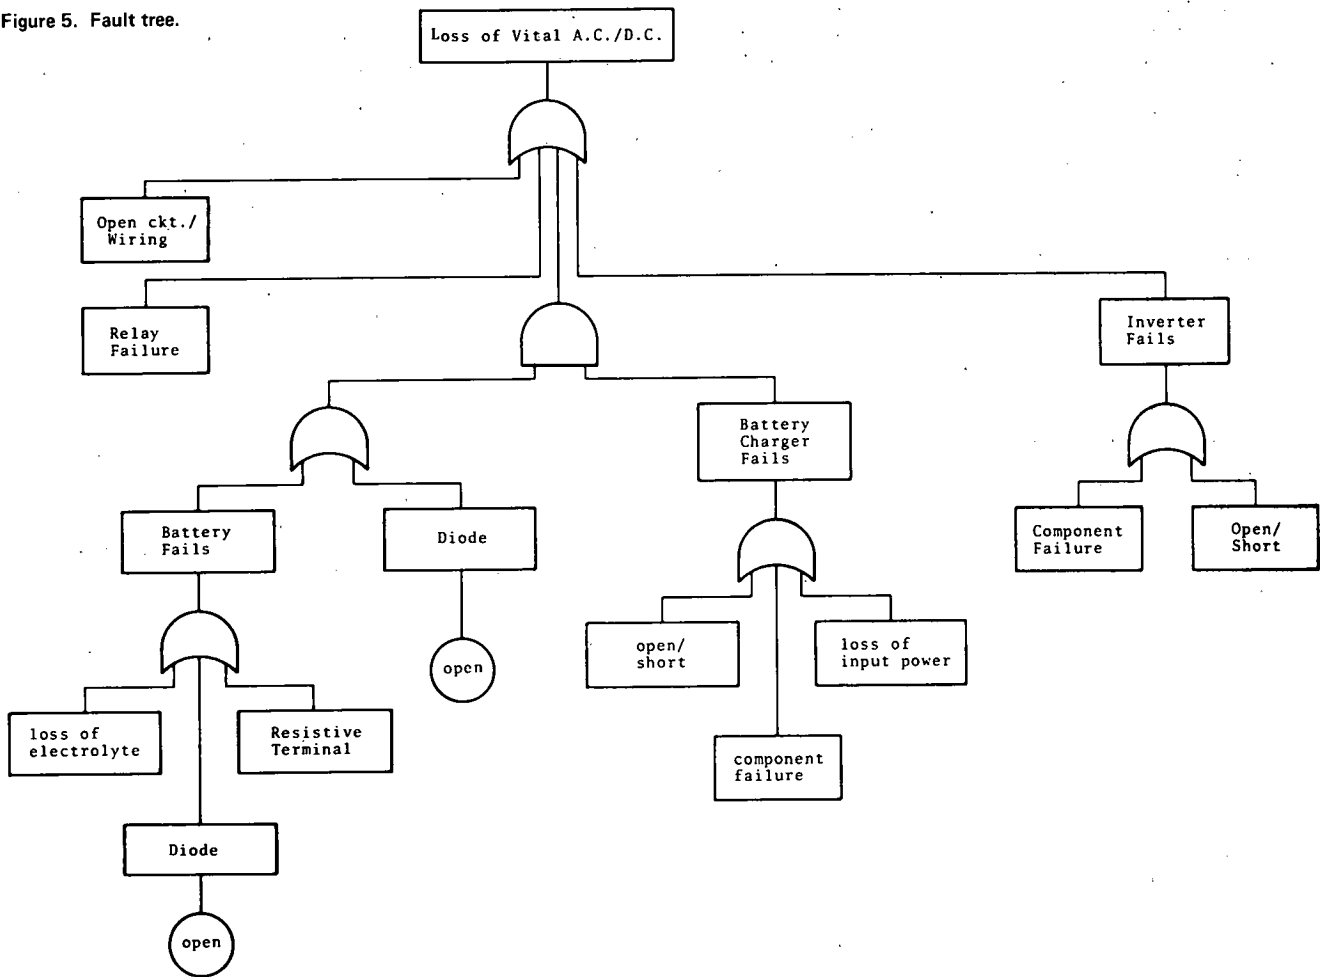 Figure 5. Fault tree.
Loss of Vital A.C./D.C.
Open ckt./
Wiring
Relay
Failure
Inverter
Fails
Battery
Charger
Fails
Battery
Fails
Diode
Component
Failure
Open/
Short
open/
short
loss of
input power
open
loss of
electrolyte
Resistive
Terminal
component
failure
Diode
open